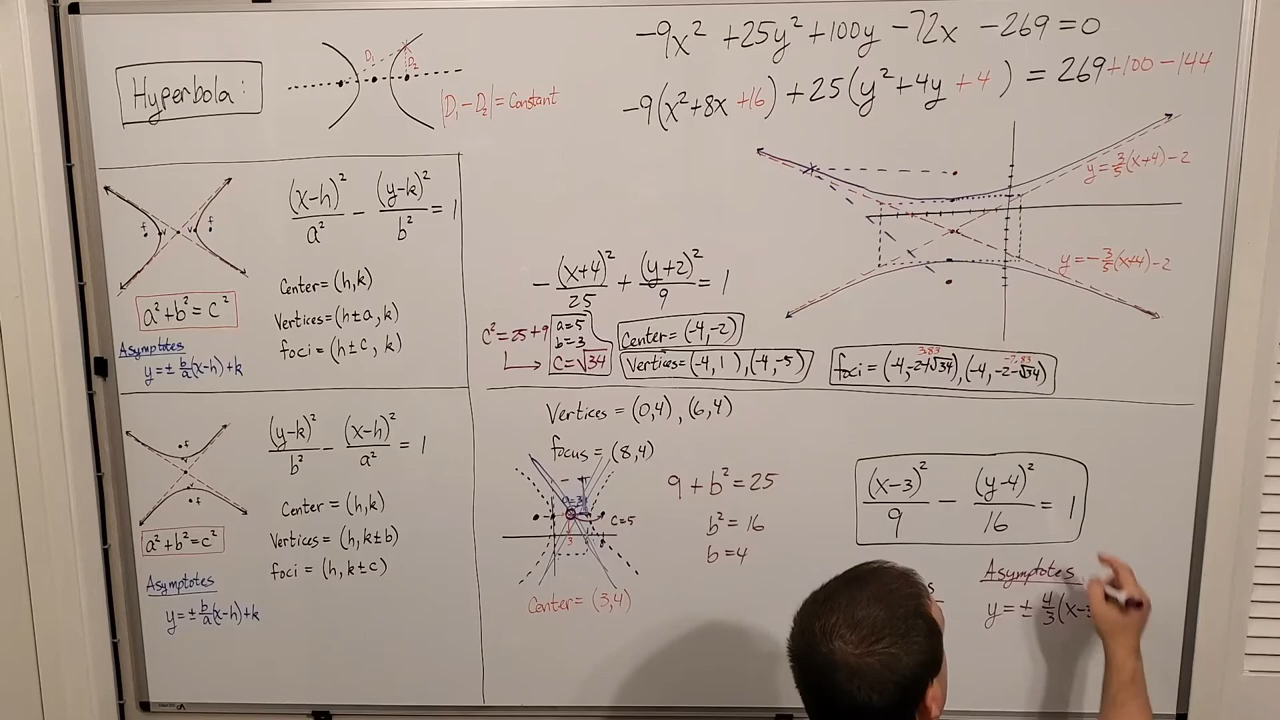 Hyperbola:
D₁
D₂
|D₁-D₂| = Constant
-9x² +25y² +100y -72x -269 = 0
-9(x²+8x +16) + 25(y²+4y +4) = 269+100-144
(x-h)²/a² - (y-k)²/b² = 1
f v v f
a²+b²=c²
Center=(h,k)
Vertices=(h±a, k)
foci = (h±c, k)
Asymptotes
y=± b/a(x-h)+k
y=3/5(x+4)-2
y=-3/5(x+4)-2
-(x+4)²/25 + (y+2)²/9 = 1
c²=25+9
a=5
b=3
c=√34
Center=(-4,-2)
Vertices=(-4,1),(-4,-5)
3.83 -7.83
foci=(-4,-2+√34),(-4,-2-√34)
(y-k)²/b² - (x-h)²/a² = 1
f
v
v
f
a²+b²=c²
Center=(h,k)
Vertices=(h,k±b)
foci=(h,k±c)
Asymptotes
y=± b/a(x-h)+k
Vertices = (0,4), (6,4)
focus = (8,4)
a=3
c=5
3
Center= (3,4)
9 + b² = 25
b² = 16
b = 4
(x-3)²/9 - (y-4)²/16 = 1
Asymptotes
y=± 4/3(x-